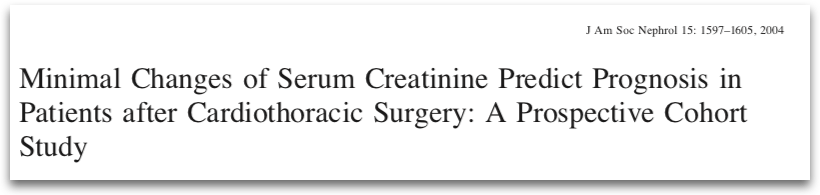 J Am Soc Nephrol 15: 1597–1605, 2004
Minimal Changes of Serum Creatinine Predict Prognosis in
Patients after Cardiothoracic Surgery: A Prospective Cohort
Study